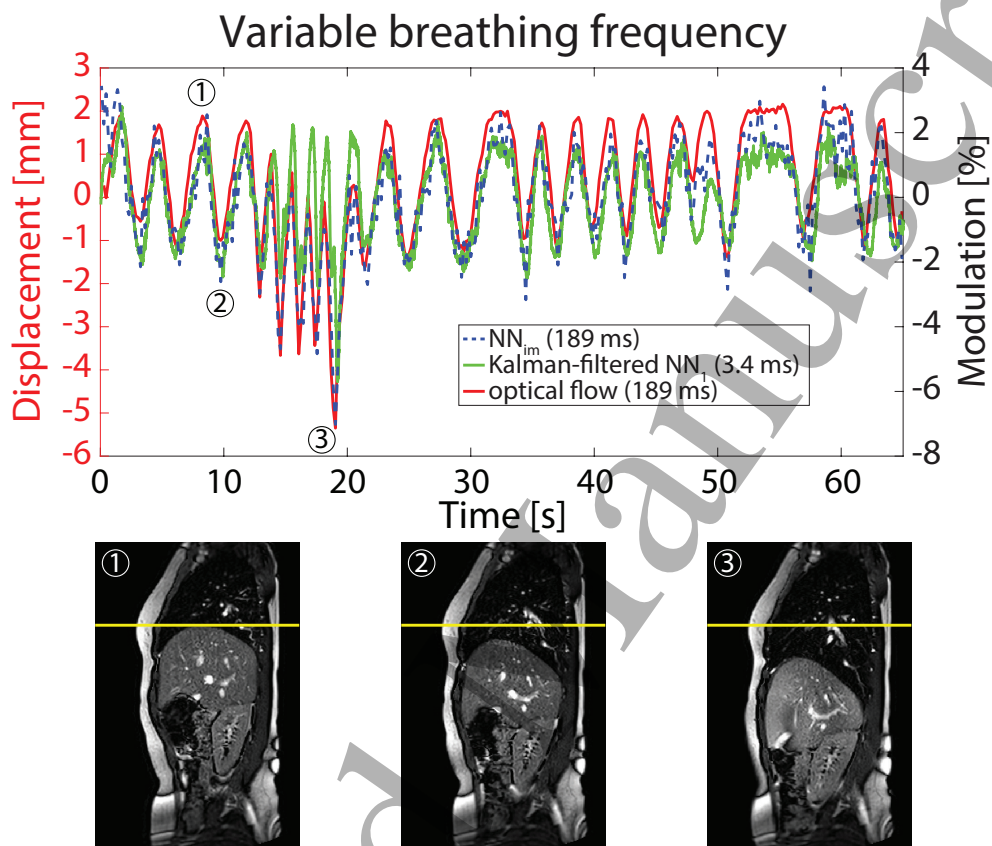 Variable breathing frequency
Displacement [mm]
3
2
1
0
-1
-2
-3
-4
-5
-6
4
2
0
-2
-4
-6
-8
Modulation [%]
①
②
③
NN_im (189 ms)
Kalman-filtered NN_1 (3.4 ms)
optical flow (189 ms)
0 10 20 30 40 50 60
Time [s]
① ② ③